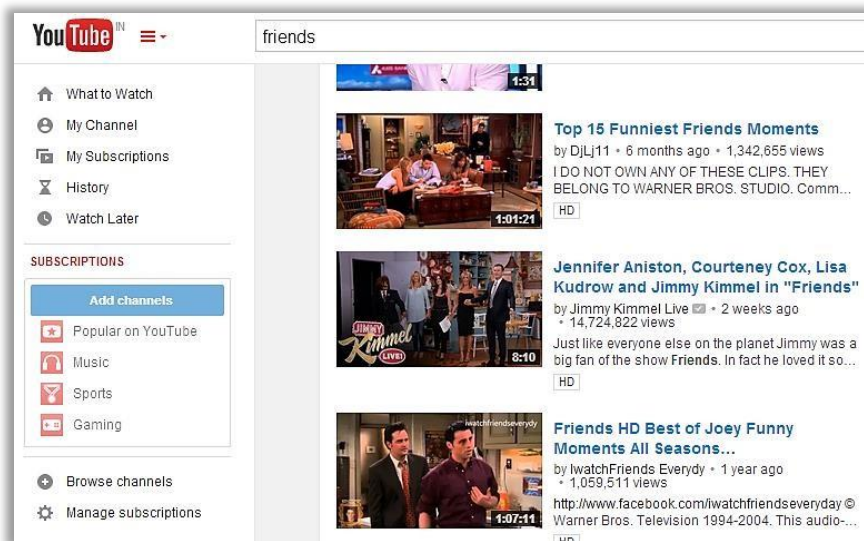 YouTube IN
friends
What to Watch
My Channel
My Subscriptions
History
Watch Later
SUBSCRIPTIONS
Add channels
Popular on YouTube
Music
Sports
Gaming
Browse channels
Manage subscriptions
1:31
1:01:21
Top 15 Funniest Friends Moments
by DjLj11 • 6 months ago • 1,342,655 views
I DO NOT OWN ANY OF THESE CLIPS. THEY
BELONG TO WARNER BROS. STUDIO. Comm...
HD
JIMMY
Kimmel
LIVE!
8:10
Jennifer Aniston, Courteney Cox, Lisa
Kudrow and Jimmy Kimmel in "Friends"
by Jimmy Kimmel Live • 2 weeks ago
• 14,724,822 views
Just like everyone else on the planet Jimmy was a
big fan of the show Friends. In fact he loved it so...
HD
iwatchfriendseverydy
1:07:11
Friends HD Best of Joey Funny
Moments All Seasons...
by IwatchFriends Everydy • 1 year ago
• 1,059,511 views
http://www.facebook.com/iwatchfriendseveryday ©
Warner Bros. Television 1994-2004. This audio-...
HD